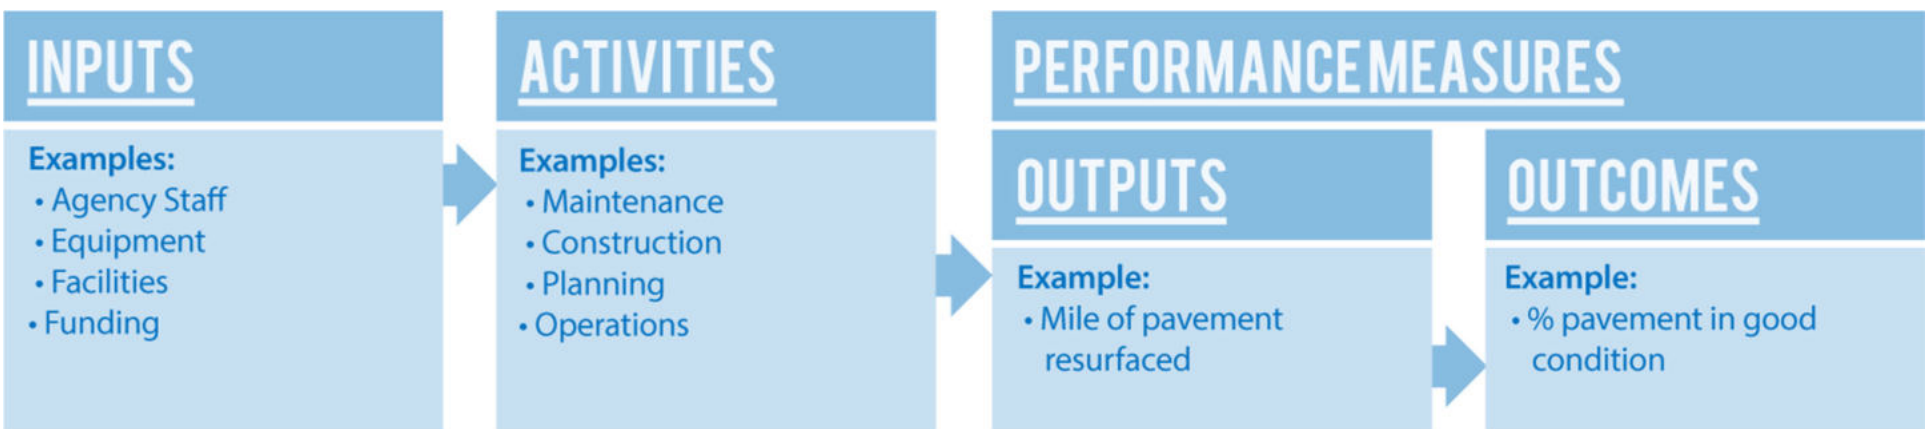 INPUTS
Examples:
• Agency Staff
• Equipment
• Facilities
• Funding
ACTIVITIES
Examples:
• Maintenance
• Construction
• Planning
• Operations
PERFORMANCE MEASURES
OUTPUTS
Example:
• Mile of pavement
resurfaced
OUTCOMES
Example:
• % pavement in good
condition